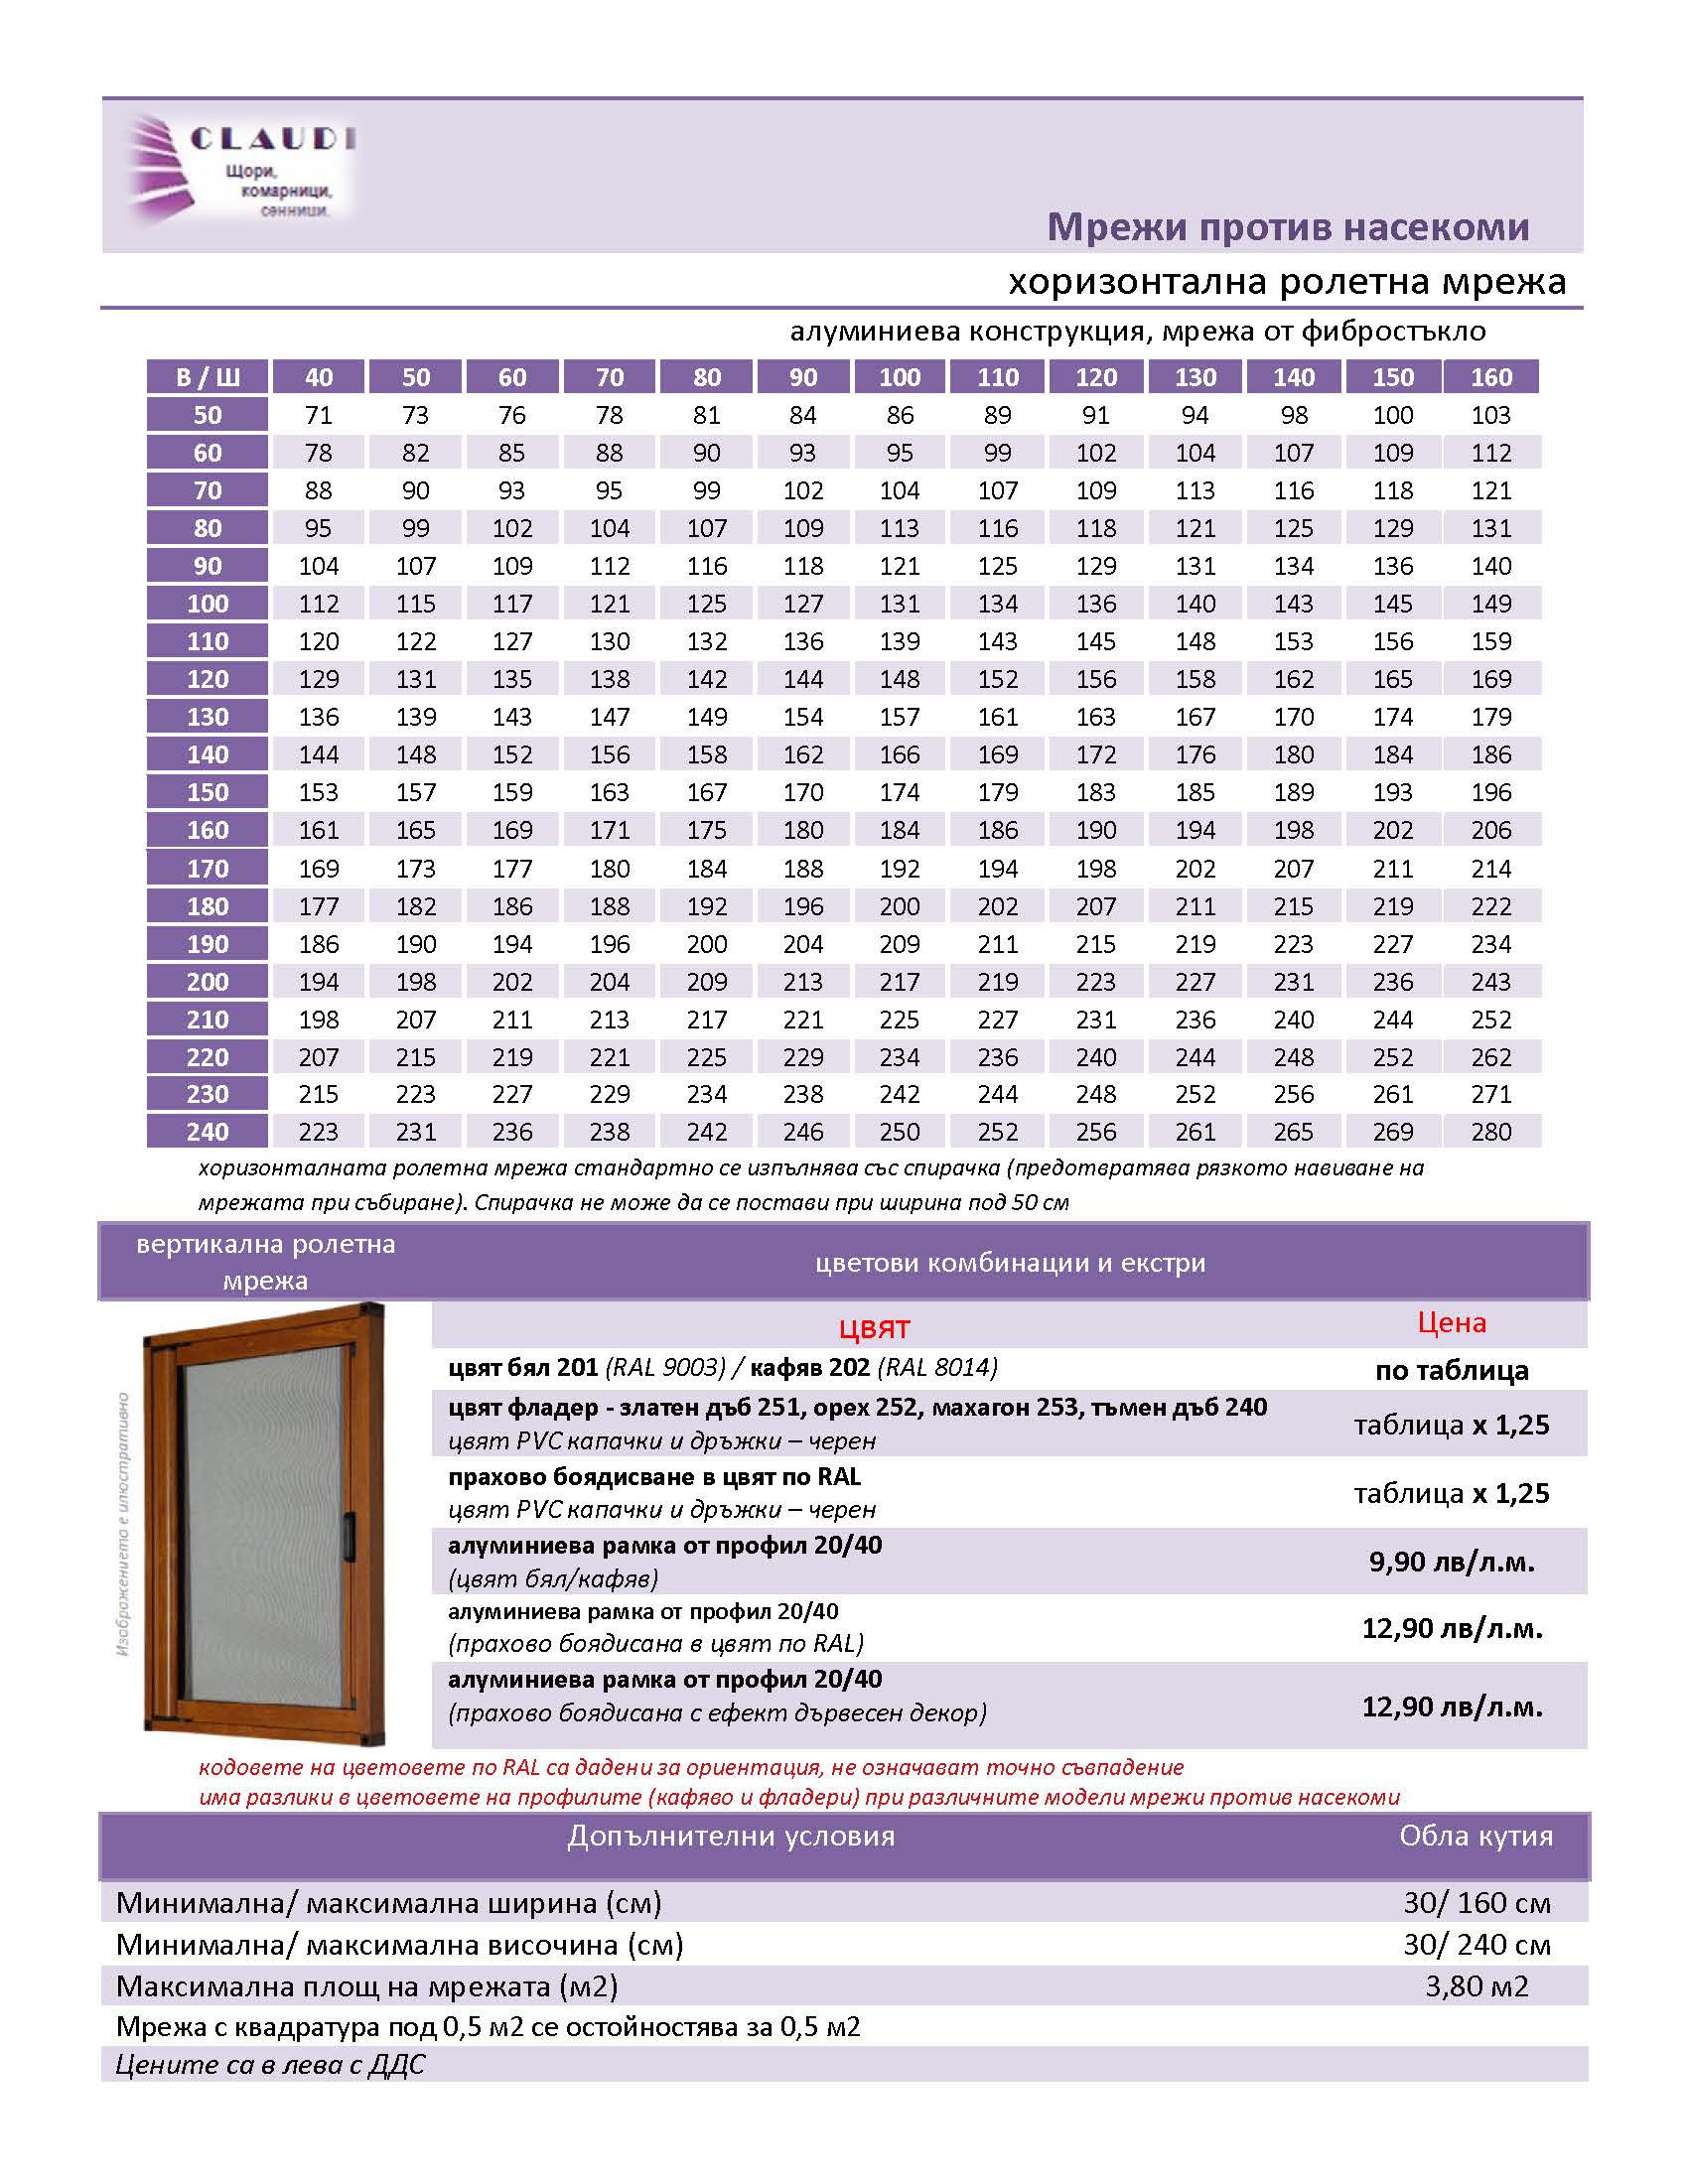 CLAUDI
Щори,
комарници,
сенници.
Мрежи против насекоми
хоризонтална ролетна мрежа
алуминиева конструкция, мрежа от фибростъкло
В / Ш 40 50 60 70 80 90 100 110 120 130 140 150 160
50 71 73 76 78 81 84 86 89 91 94 98 100 103
60 78 82 85 88 90 93 95 99 102 104 107 109 112
70 88 90 93 95 99 102 104 107 109 113 116 118 121
80 95 99 102 104 107 109 113 116 118 121 125 129 131
90 104 107 109 112 116 118 121 125 129 131 134 136 140
100 112 115 117 121 125 127 131 134 136 140 143 145 149
110 120 122 127 130 132 136 139 143 145 148 153 156 159
120 129 131 135 138 142 144 148 152 156 158 162 165 169
130 136 139 143 147 149 154 157 161 163 167 170 174 179
140 144 148 152 156 158 162 166 169 172 176 180 184 186
150 153 157 159 163 167 170 174 179 183 185 189 193 196
160 161 165 169 171 175 180 184 186 190 194 198 202 206
170 169 173 177 180 184 188 192 194 198 202 207 211 214
180 177 182 186 188 192 196 200 202 207 211 215 219 222
190 186 190 194 196 200 204 209 211 215 219 223 227 234
200 194 198 202 204 209 213 217 219 223 227 231 236 243
210 198 207 211 213 217 221 225 227 231 236 240 244 252
220 207 215 219 221 225 229 234 236 240 244 248 252 262
230 215 223 227 229 234 238 242 244 248 252 256 261 271
240 223 231 236 238 242 246 250 252 256 261 265 269 280
хоризонталната ролетна мрежа стандартно се изпълнява със спирачка (предотвратява рязкото навиване на
мрежата при събиране). Спирачка не може да се постави при ширина под 50 см
вертикална ролетна
мрежа
цветови комбинации и екстри
Изображението е илюстративно
цвят Цена
цвят бял 201 (RAL 9003) / кафяв 202 (RAL 8014) по таблица
цвят фладер - златен дъб 251, орех 252, махагон 253, тъмен дъб 240
цвят PVC капачки и дръжки – черен
таблица x 1,25
прахово боядисване в цвят по RAL
цвят PVC капачки и дръжки – черен
таблица x 1,25
алуминиева рамка от профил 20/40
(цвят бял/кафяв)
9,90 лв/л.м.
алуминиева рамка от профил 20/40
(прахово боядисана в цвят по RAL)
12,90 лв/л.м.
алуминиева рамка от профил 20/40
(прахово боядисана с ефект дървесен декор)
12,90 лв/л.м.
кодовете на цветовете по RAL са дадени за ориентация, не означават точно съвпадение
има разлики в цветовете на профилите (кафяво и фладери) при различните модели мрежи против насекоми
Допълнителни условия Обла кутия
Минимална/ максимална ширина (см) 30/ 160 см
Минимална/ максимална височина (см) 30/ 240 см
Максимална площ на мрежата (м2) 3,80 м2
Мрежа с квадратура под 0,5 м2 се остойностява за 0,5 м2
Цените са в лева с ДДС